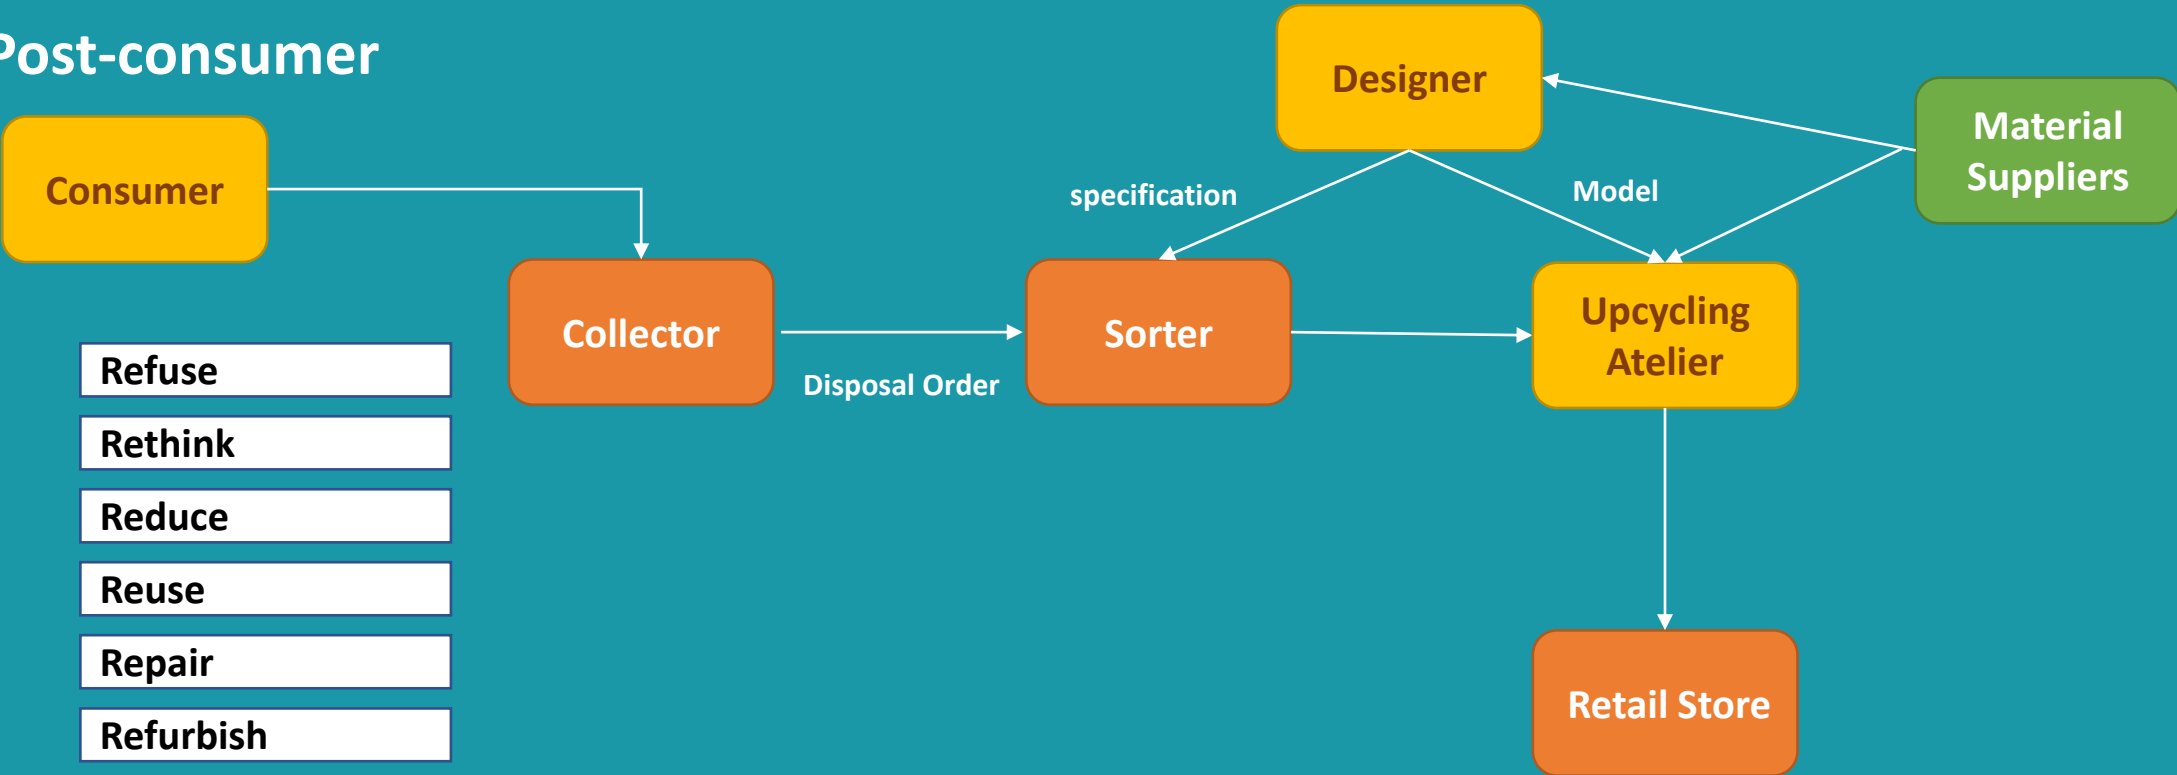 Post-consumer
Designer
Material
Suppliers
Consumer
specification
Model
Collector
Sorter
Upcycling
Atelier
Disposal Order
Refuse
Rethink
Reduce
Reuse
Repair
Refurbish
Retail Store